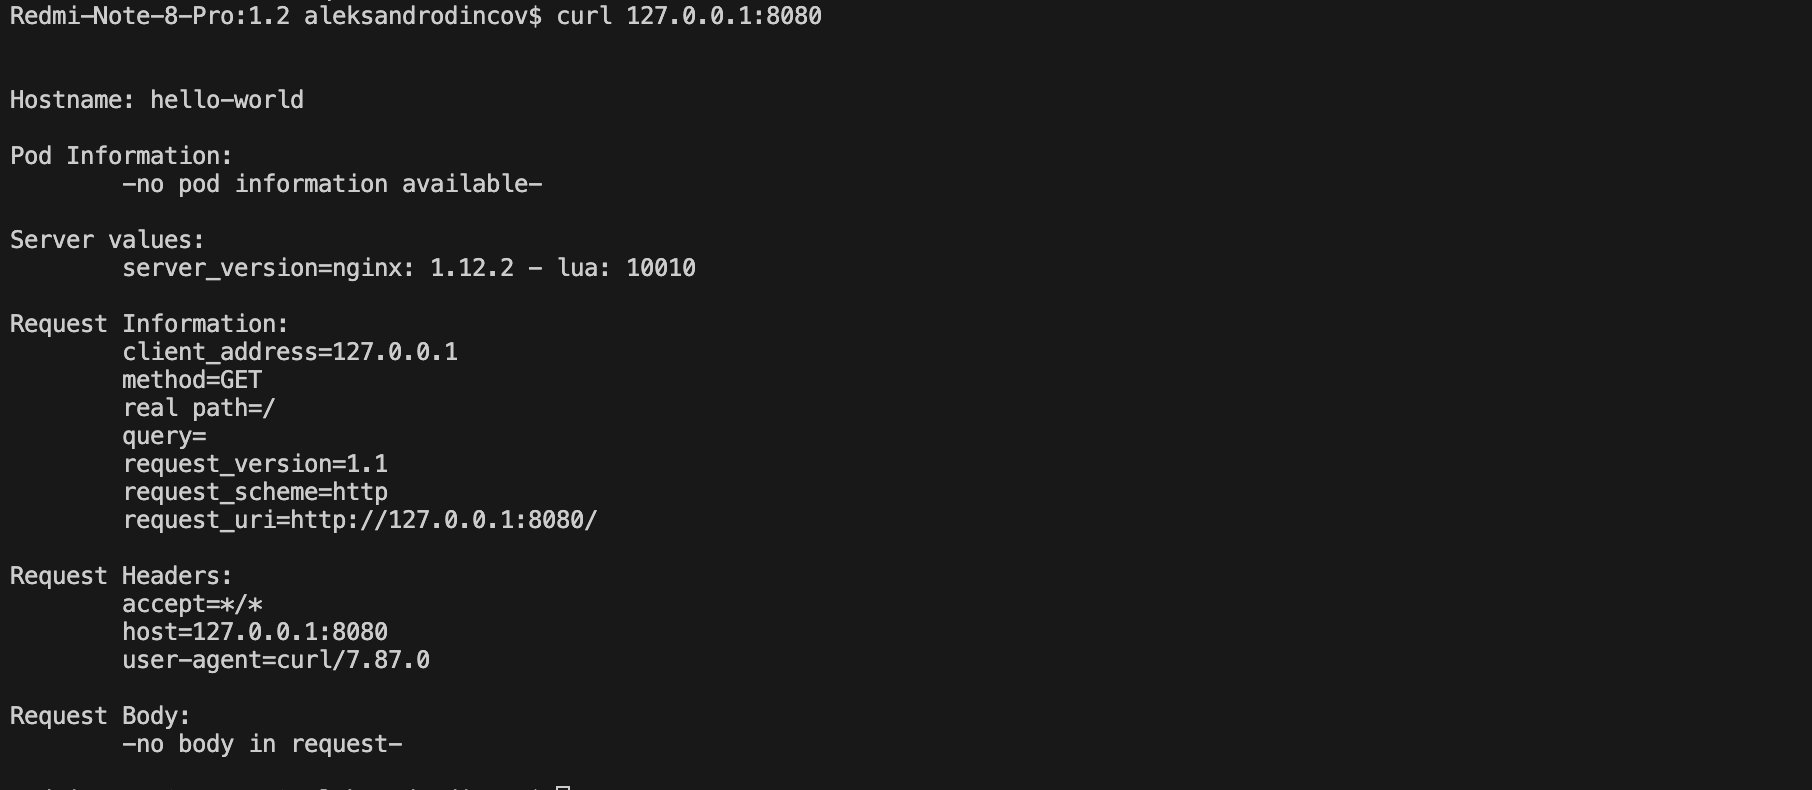 Redmi-Note-8-Pro:1.2 aleksandrodincov$ curl 127.0.0.1:8080
Hostname: hello-world
Pod Information:
-no pod information available-
Server values:
server_version=nginx: 1.12.2 - lua: 10010
Request Information:
client_address=127.0.0.1
method=GET
real path=/
query=
request_version=1.1
request_scheme=http
request_uri=http://127.0.0.1:8080/
Request Headers:
accept=*/*
host=127.0.0.1:8080
user-agent=curl/7.87.0
Request Body:
-no body in request-